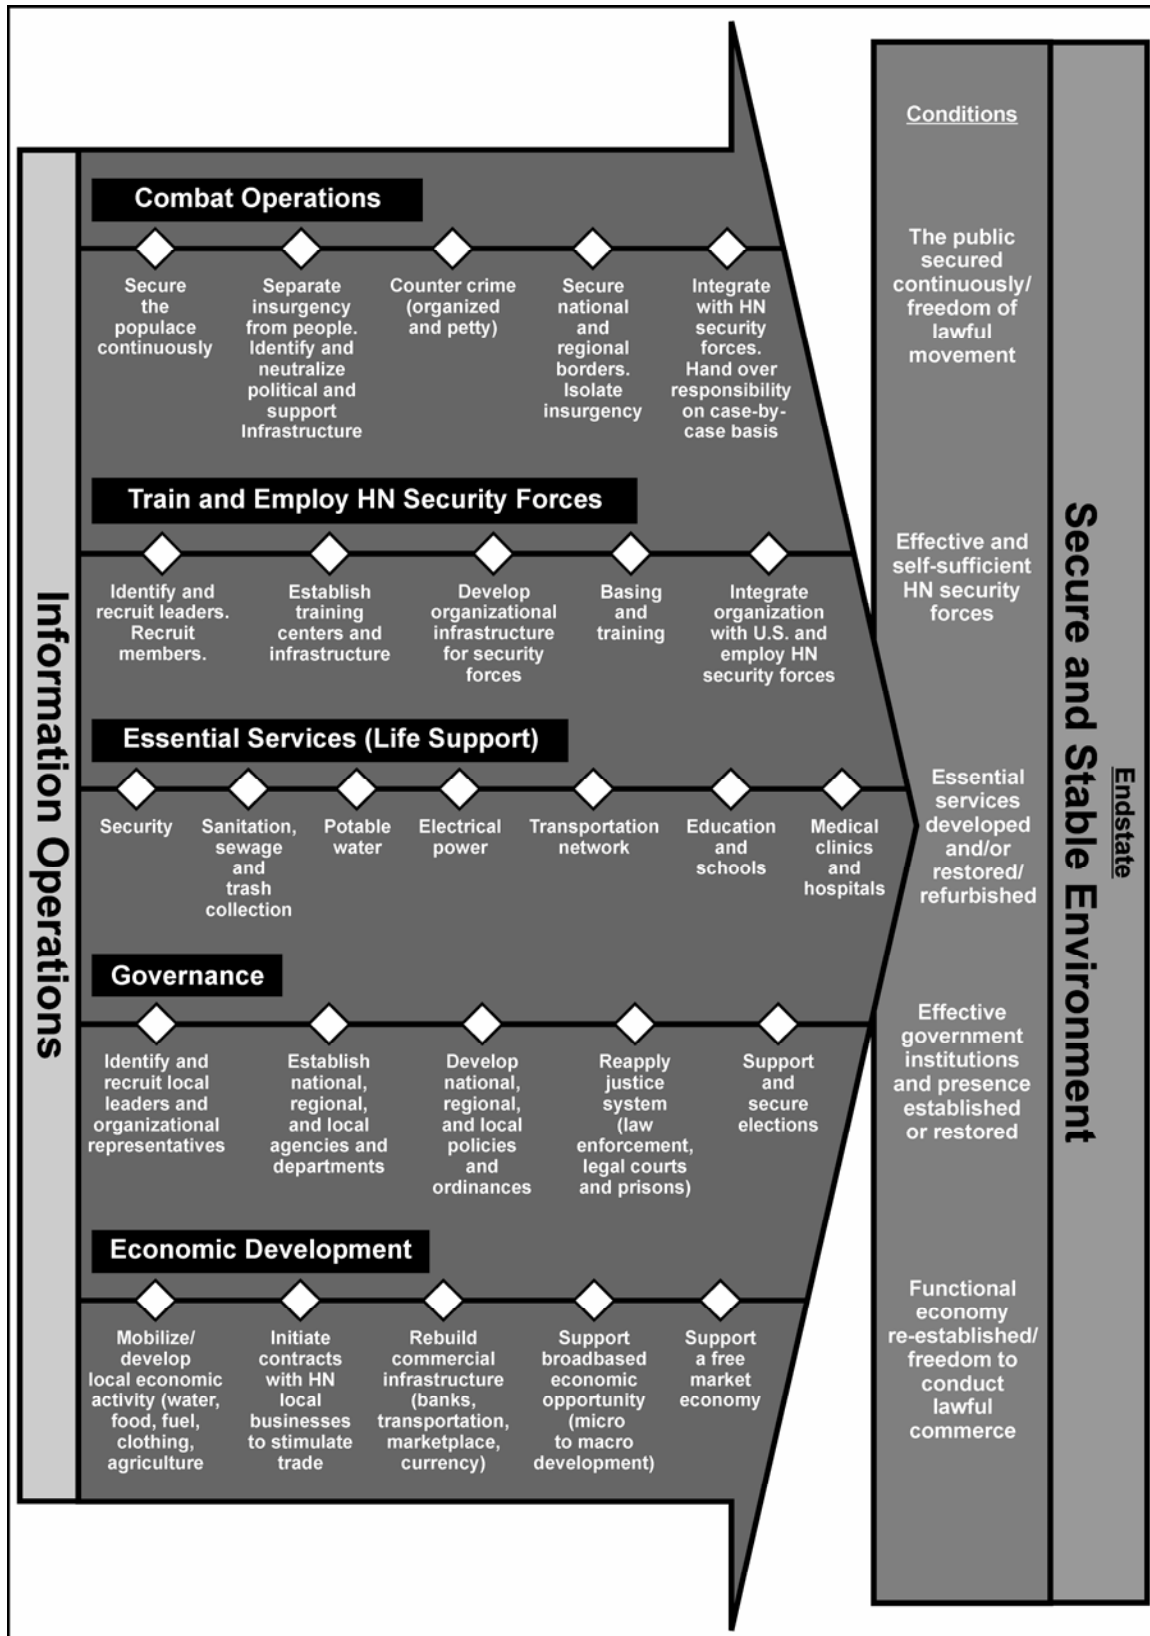 Information Operations
Combat Operations
Secure
the
populace
continuously
Separate
insurgency
from people.
Identify and
neutralize
political and
support
Infrastructure
Counter crime
(organized
and petty)
Secure
national
and
regional
borders.
Isolate
insurgency
Integrate
with HN
security
forces.
Hand over
responsibility
on case-by-
case basis
Train and Employ HN Security Forces
Identify and
recruit leaders.
Recruit
members.
Establish
training
centers and
infrastructure
Develop
organizational
infrastructure
for security
forces
Basing
and
training
Integrate
organization
with U.S. and
employ HN
security forces
Essential Services (Life Support)
Security
Sanitation,
sewage
and
trash
collection
Potable
water
Electrical
power
Transportation
network
Education
and
schools
Medical
clinics
and
hospitals
Governance
Identify and
recruit local
leaders and
organizational
representatives
Establish
national,
regional,
and local
agencies and
departments
Develop
national,
regional,
and local
policies
and
ordinances
Reapply
justice
system
(law
enforcement,
legal courts
and prisons)
Support
and
secure
elections
Economic Development
Mobilize/
develop
local economic
activity (water,
food, fuel,
clothing,
agriculture
Initiate
contracts
with HN
local
businesses
to stimulate
trade
Rebuild
commercial
infrastructure
(banks,
transportation,
marketplace,
currency)
Support
broadbased
economic
opportunity
(micro
to macro
development)
Support
a free
market
economy
Conditions
The public
secured
continuously/
freedom of
lawful
movement
Effective and
self-sufficient
HN security
forces
Essential
services
developed
and/or
restored/
refurbished
Effective
government
institutions
and presence
established
or restored
Functional
economy
re-established/
freedom to
conduct
lawful
commerce
Endstate
Secure and Stable Environment